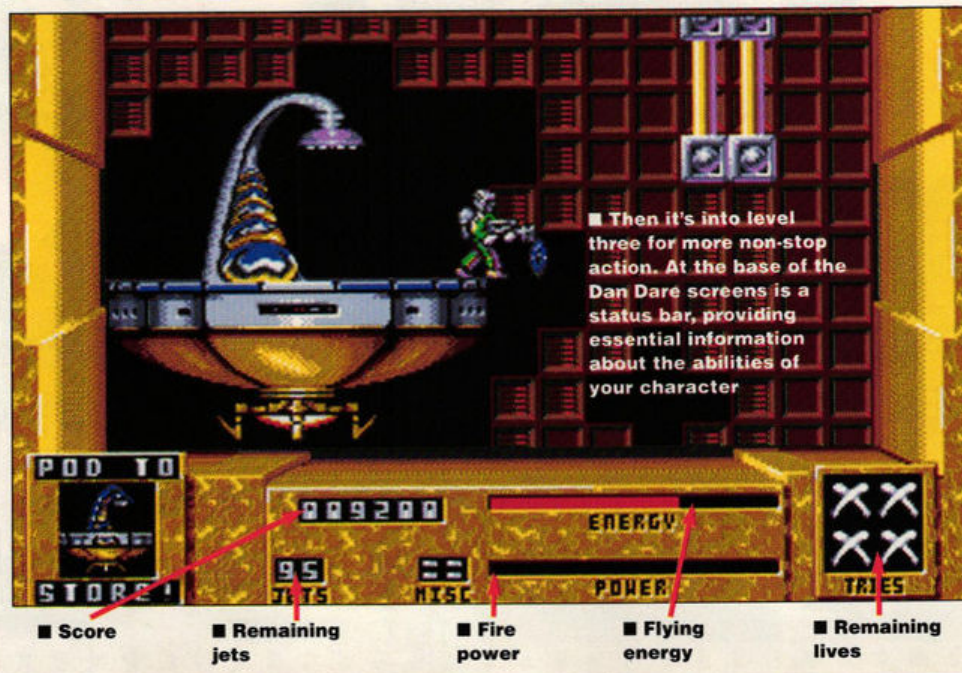 ■ Then it's into level
three for more non-stop
action. At the base of the
Dan Dare screens is a
status bar, providing
essential information
about the abilities of
your character
POD TO
STORE!
009200
ENERGY
95
JETS
MISC
POWER
TRIES
■ Score
■ Remaining
jets
■ Fire
power
■ Flying
energy
■ Remaining
lives